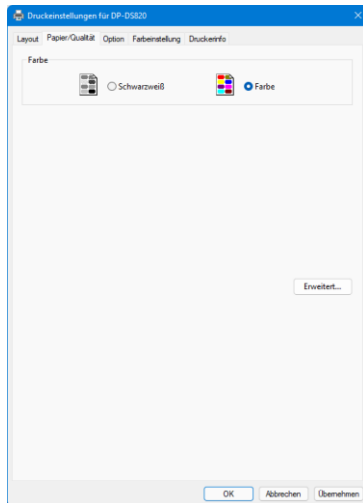 Druckeinstellungen für DP-DS820
Layout Papier/Qualität Option Farbeinstellung Druckerinfo
Farbe
Schwarzweiß Farbe
Erweitert...
OK Abbrechen Übernehmen